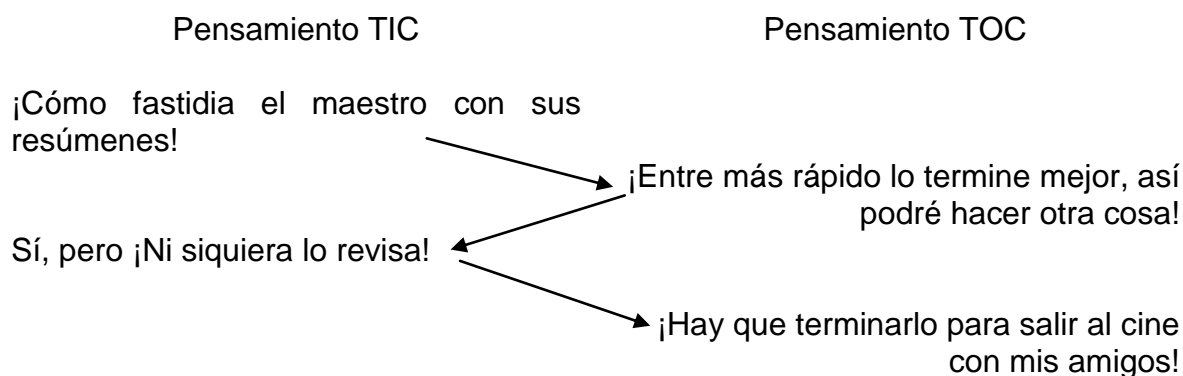 Pensamiento TIC
Pensamiento TOC
¡Cómo fastidia el maestro con sus
resúmenes!
¡Entre más rápido lo termine mejor, así
podré hacer otra cosa!
Sí, pero ¡Ni siquiera lo revisa!
¡Hay que terminarlo para salir al cine
con mis amigos!